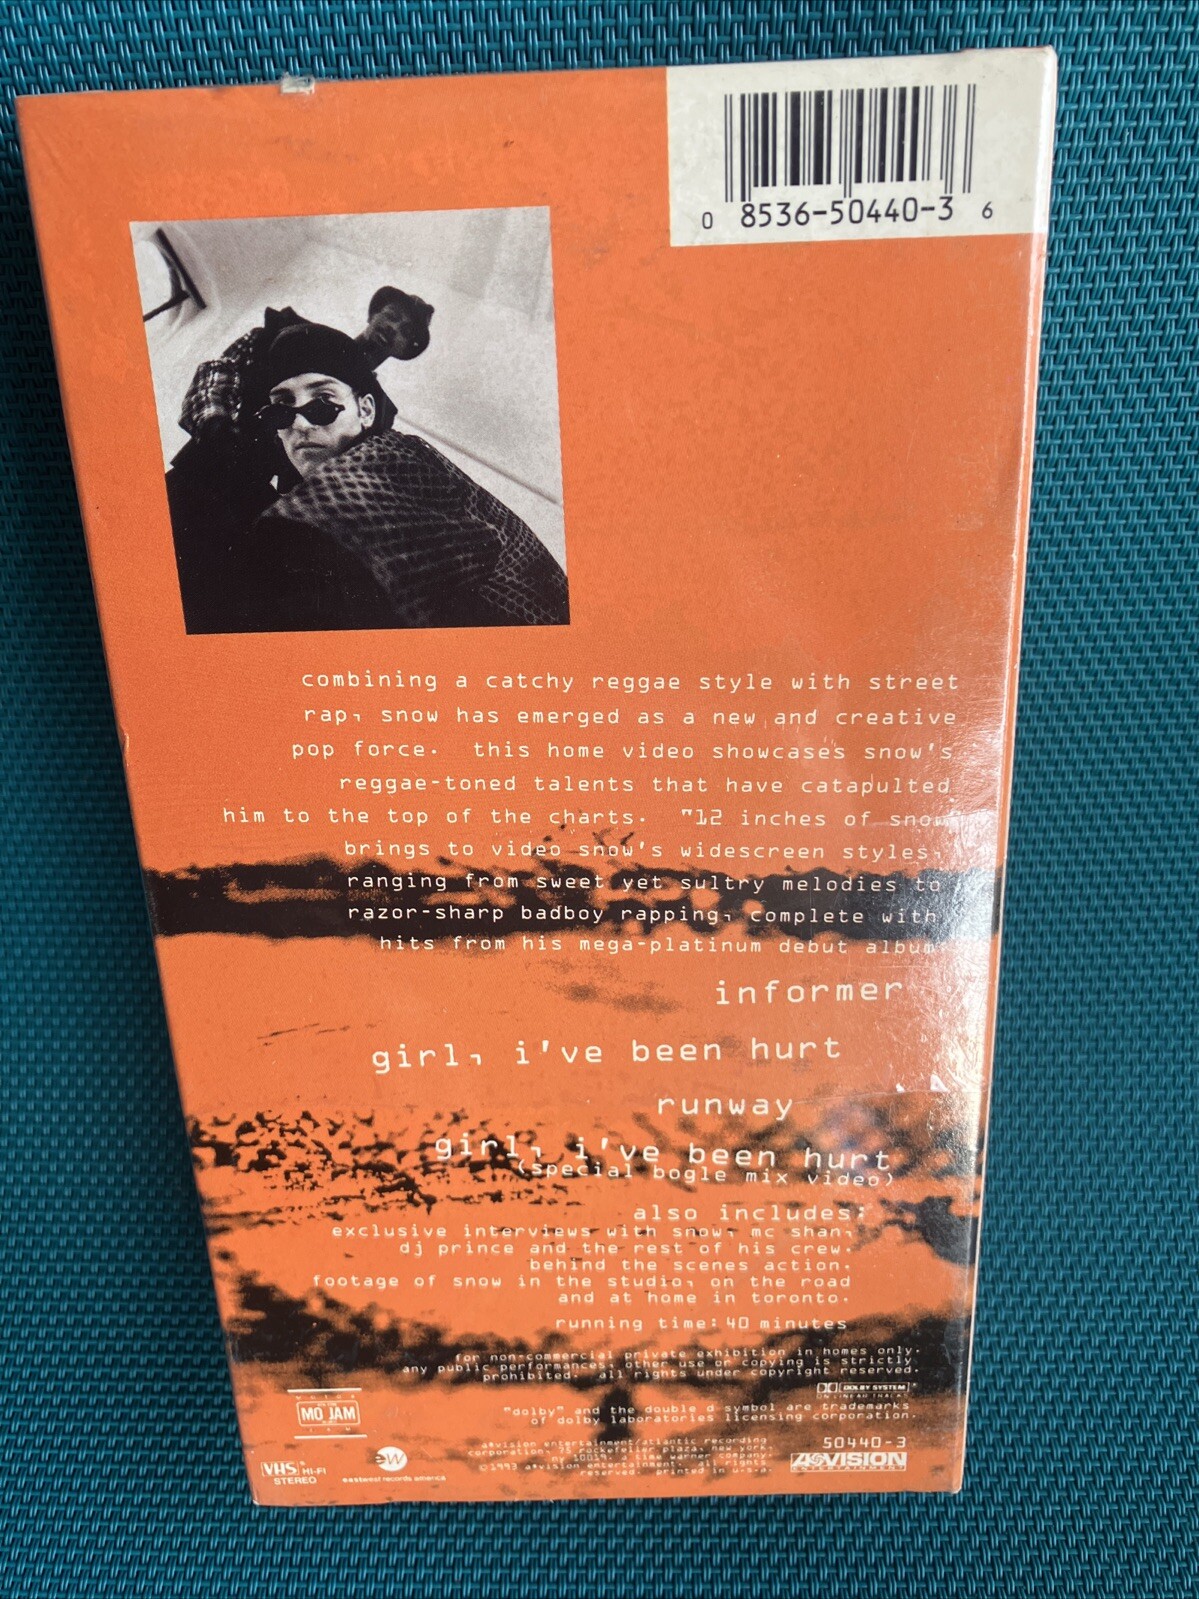 0 8536-50440-3 6
combining a catchy reggae style with street
rap, snow has emerged as a new and creative
pop force. this home video showcases snow's
reggae-toned talents that have catapulted
him to the top of the charts. "12 inches of snow"
brings to video snow's widescreen styles,
ranging from sweet yet sultry melodies to
razor-sharp badboy rapping, complete with
hits from his mega-platinum debut album:
informer
girl, i've been hurt
runway
girl, i've been hurt
(special bogle mix video)
also includes:
exclusive interviews with snow, mc shan,
dj prince and the rest of his crew.
behind the scenes action.
footage of snow in the studio, on the road
and at home in toronto.
running time: 40 minutes
for non-commercial private exhibition in homes only.
any public performances, other use or copying is strictly
prohibited. all rights under copyright reserved.
DOLBY SYSTEM
ON LINEAR TRACKS
"dolby" and the double d symbol are trademarks
of dolby laboratories licensing corporation.
MO JAM
VHS HI-FI
STEREO
ew
eastwest records america
a*vision entertainment/atlantic recording
corporation, 75 rockefeller plaza, new york,
ny 10019. a time warner company.
©1993 a*vision entertainment. all rights
reserved. printed in u.s.a.
50440-3
A*VISION
ENTERTAINMENT